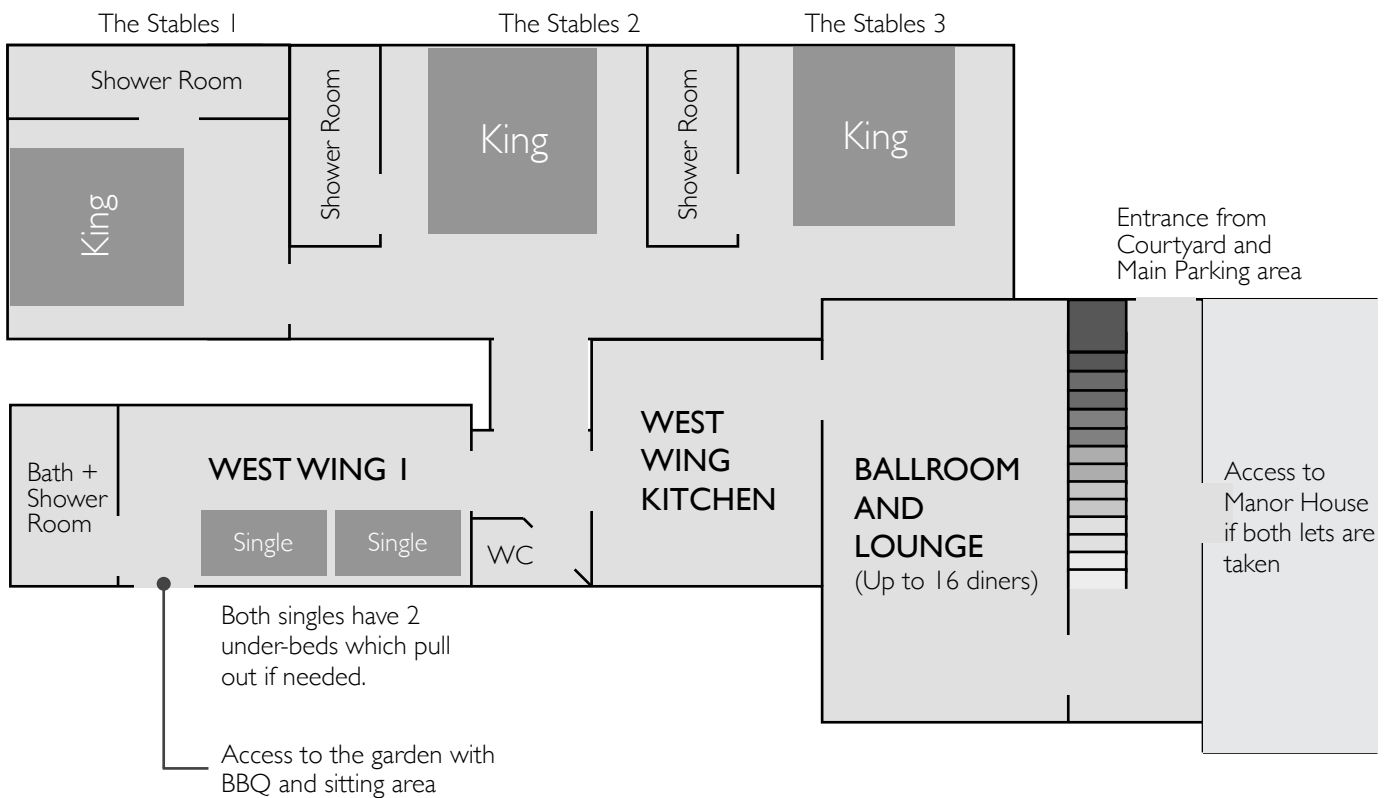 The Stables 1
The Stables 2
The Stables 3
Shower Room
Shower Room
King
Shower Room
King
King
Entrance from
Courtyard and
Main Parking area
Bath +
Shower
Room
WEST WING 1
Single
Single
WC
WEST
WING
KITCHEN
BALLROOM
AND
LOUNGE
(Up to 16 diners)
Access to
Manor House
if both lets are
taken
Both singles have 2
under-beds which pull
out if needed.
Access to the garden with
BBQ and sitting area